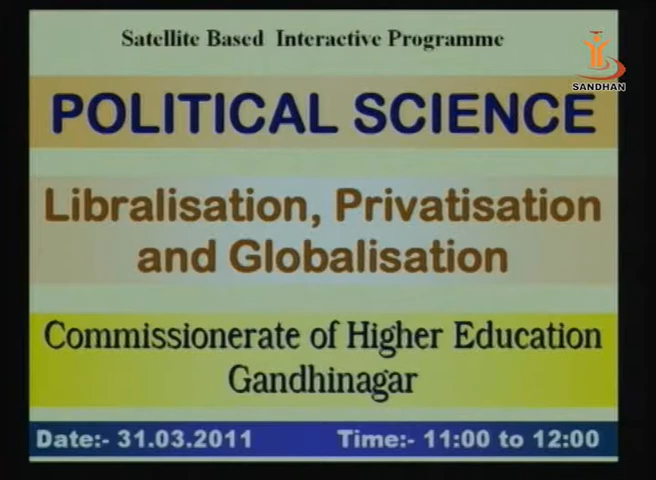 Satellite Based Interactive Programme
SANDHAN
POLITICAL SCIENCE
Libralisation, Privatisation
and Globalisation
Commissionerate of Higher Education
Gandhinagar
Date:- 31.03.2011 Time:- 11:00 to 12:00